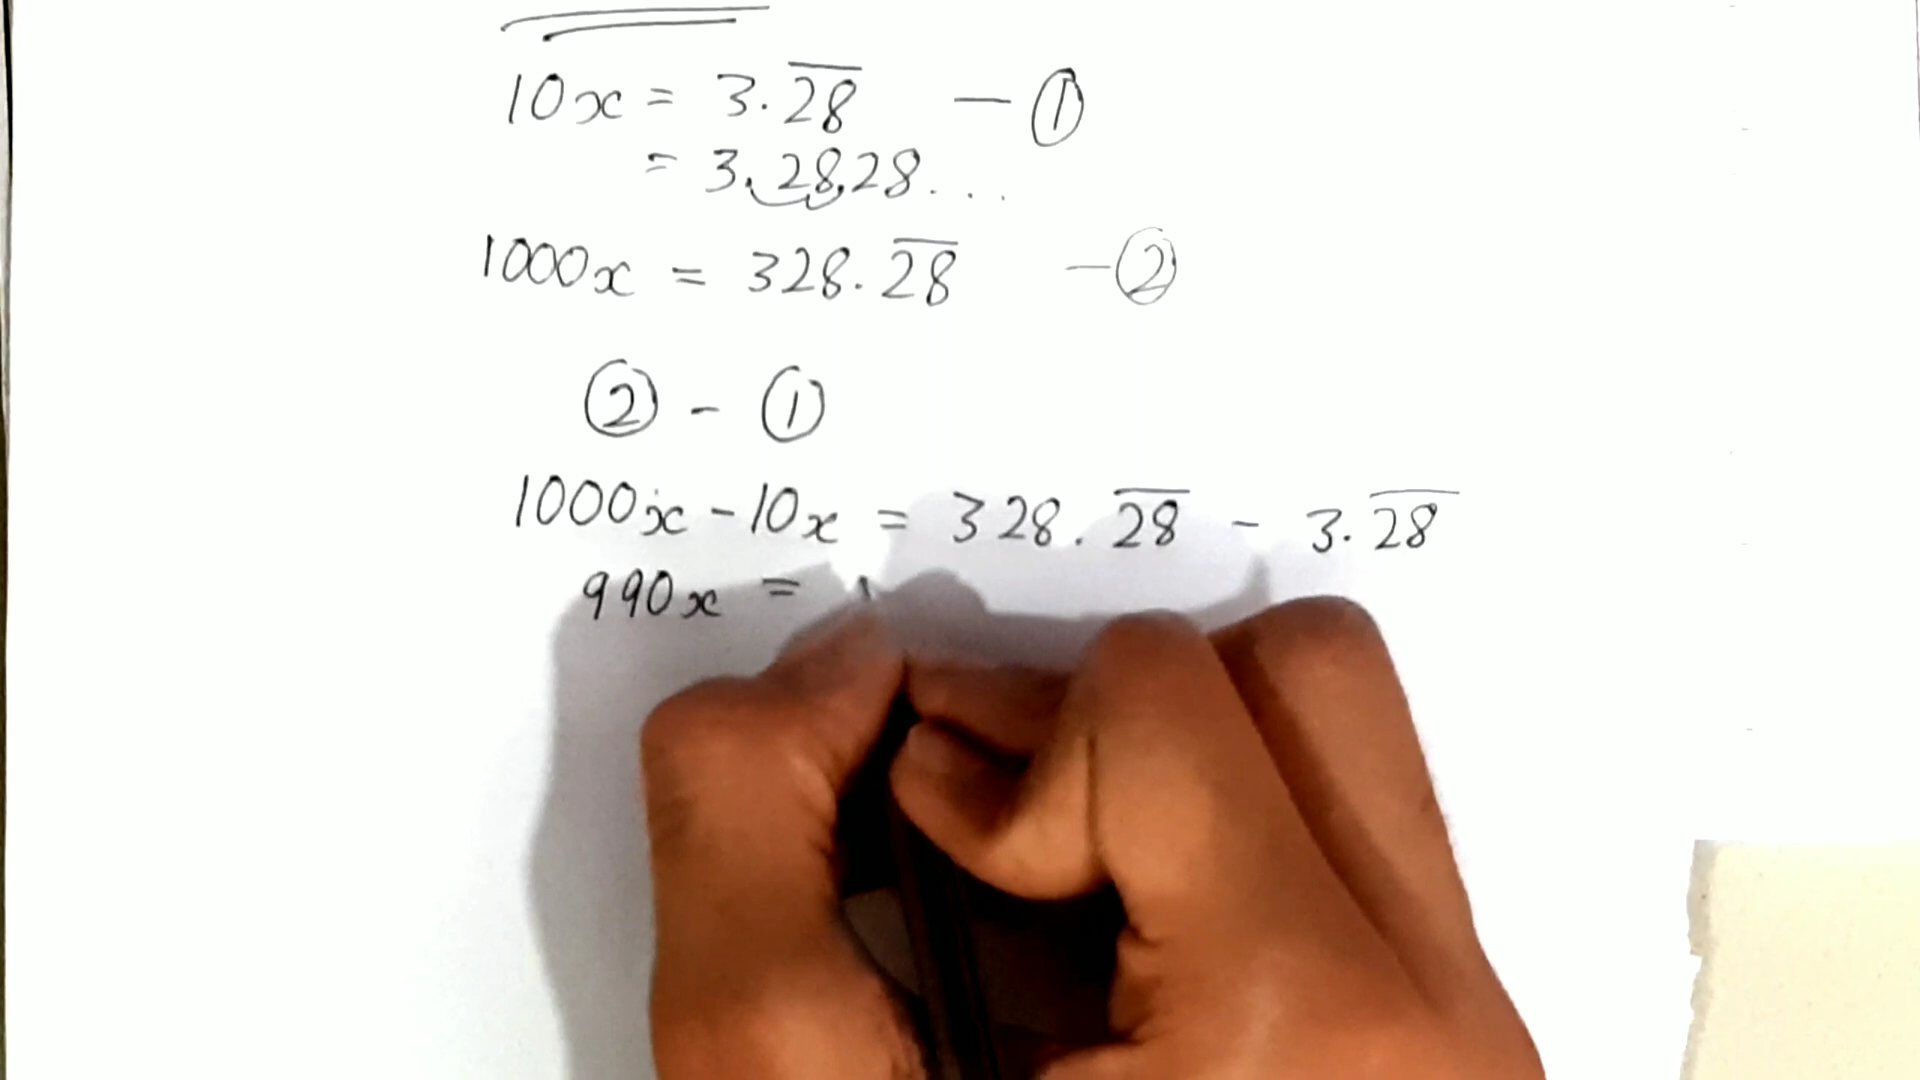 10x = 3.2̅8̅ — ①
= 3.2828...
1000x = 328.2̅8̅ — ②
② - ①
1000x - 10x = 328.2̅8̅ - 3.2̅8̅
990x =